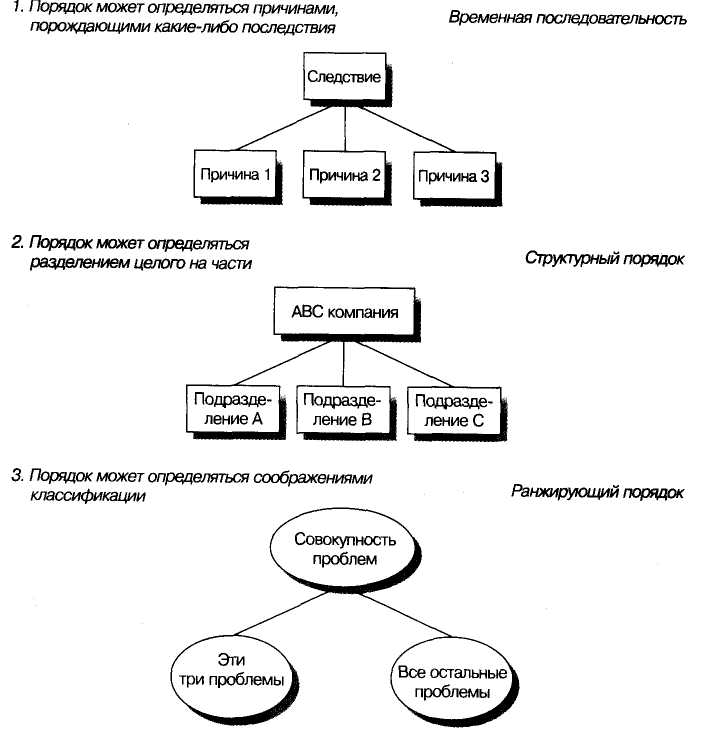 1. Порядок может определяться причинами,
порождающими какие-либо последствия
Временная последовательность
Следствие
Причина 1
Причина 2
Причина 3
2. Порядок может определяться
разделением целого на части
Структурный порядок
АВС компания
Подразде-
ление А
Подразде-
ление В
Подразде-
ление С
3. Порядок может определяться соображениями
классификации
Ранжирующий порядок
Совокупность
проблем
Эти
три проблемы
Все остальные
проблемы